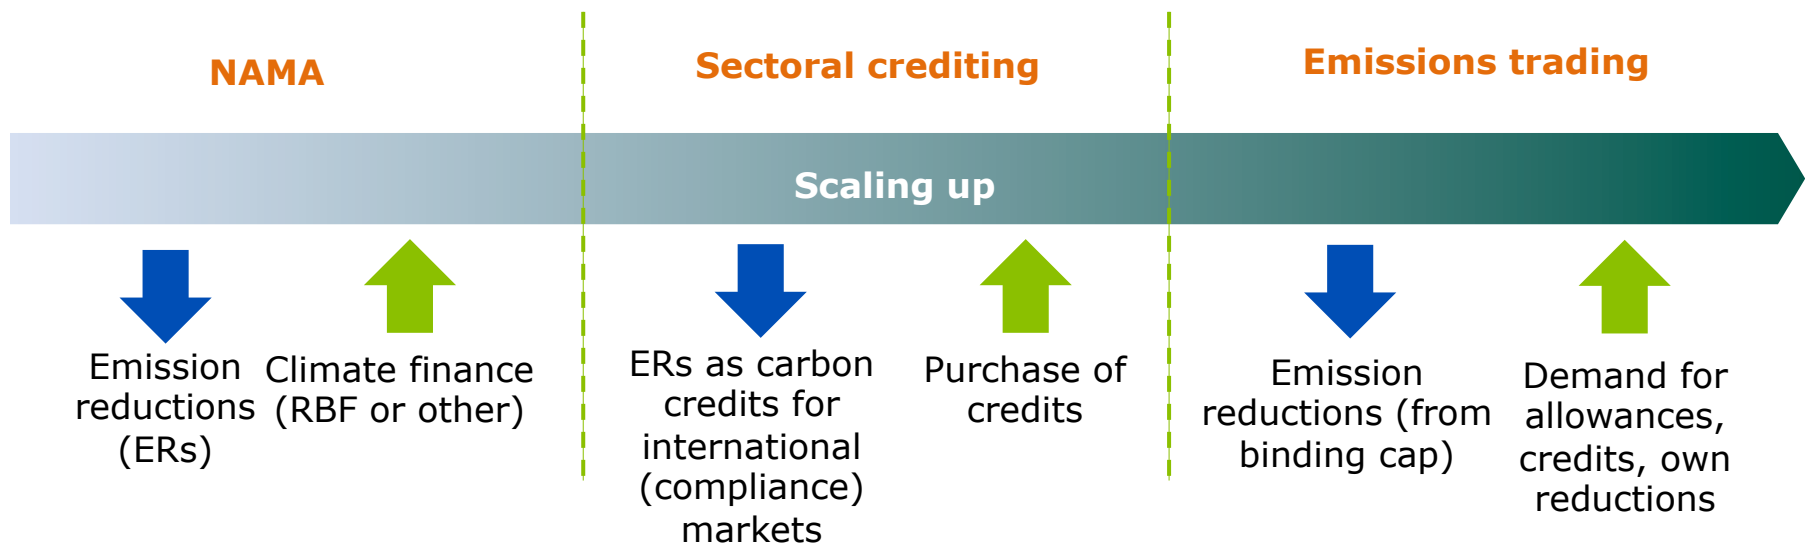 NAMA
Sectoral crediting
Emissions trading
Scaling up
Emission
reductions
(ERs)
Climate finance
(RBF or other)
ERs as carbon
credits for
international
(compliance)
markets
Purchase of
credits
Emission
reductions (from
binding cap)
Demand for
allowances,
credits, own
reductions